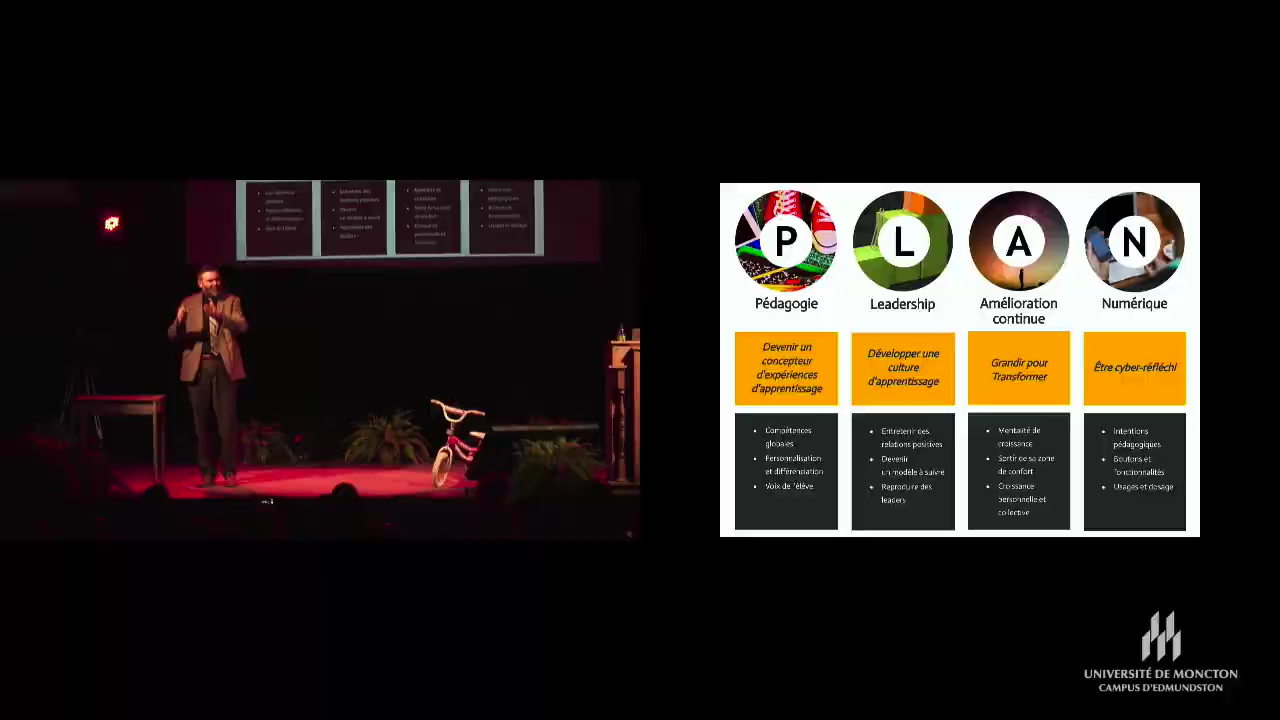 P
Pédagogie
Devenir un
concepteur
d'expériences
d'apprentissage
• Compétences
globales
• Personnalisation
et différenciation
• Voix de l'élève
L
Leadership
Développer une
culture
d'apprentissage
• Entretenir des
relations positives
• Devenir
un modèle à suivre
• Reproduire des
leaders
A
Amélioration
continue
Grandir pour
Transformer
• Mentalité de
croissance
• Sortir de sa zone
de confort
• Croissance
personnelle et
collective
N
Numérique
Être cyber-réfléchi
• Intentions
pédagogiques
• Boutons et
fonctionnalités
• Usages et dosage
UNIVERSITÉ DE MONCTON
CAMPUS D'EDMUNDSTON